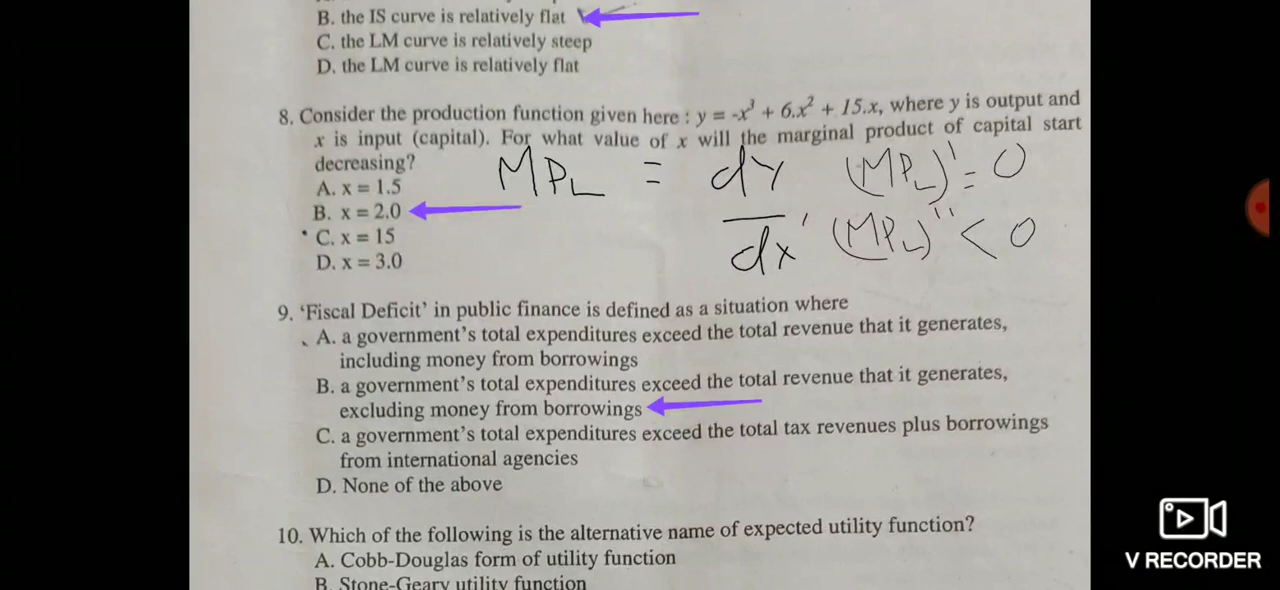 B. the IS curve is relatively flat
C. the LM curve is relatively steep
D. the LM curve is relatively flat
8. Consider the production function given here : y = -x³ + 6.x² + 15.x, where y is output and
x is input (capital). For what value of x will the marginal product of capital start
decreasing?
MPL = dy/dx
(MPL)' = 0
(MPL)'' < 0
A. x = 1.5
B. x = 2.0
C. x = 15
D. x = 3.0
9. ‘Fiscal Deficit’ in public finance is defined as a situation where
A. a government’s total expenditures exceed the total revenue that it generates,
including money from borrowings
B. a government’s total expenditures exceed the total revenue that it generates,
excluding money from borrowings
C. a government’s total expenditures exceed the total tax revenues plus borrowings
from international agencies
D. None of the above
10. Which of the following is the alternative name of expected utility function?
A. Cobb-Douglas form of utility function
B. Stone-Geary utility function
V RECORDER